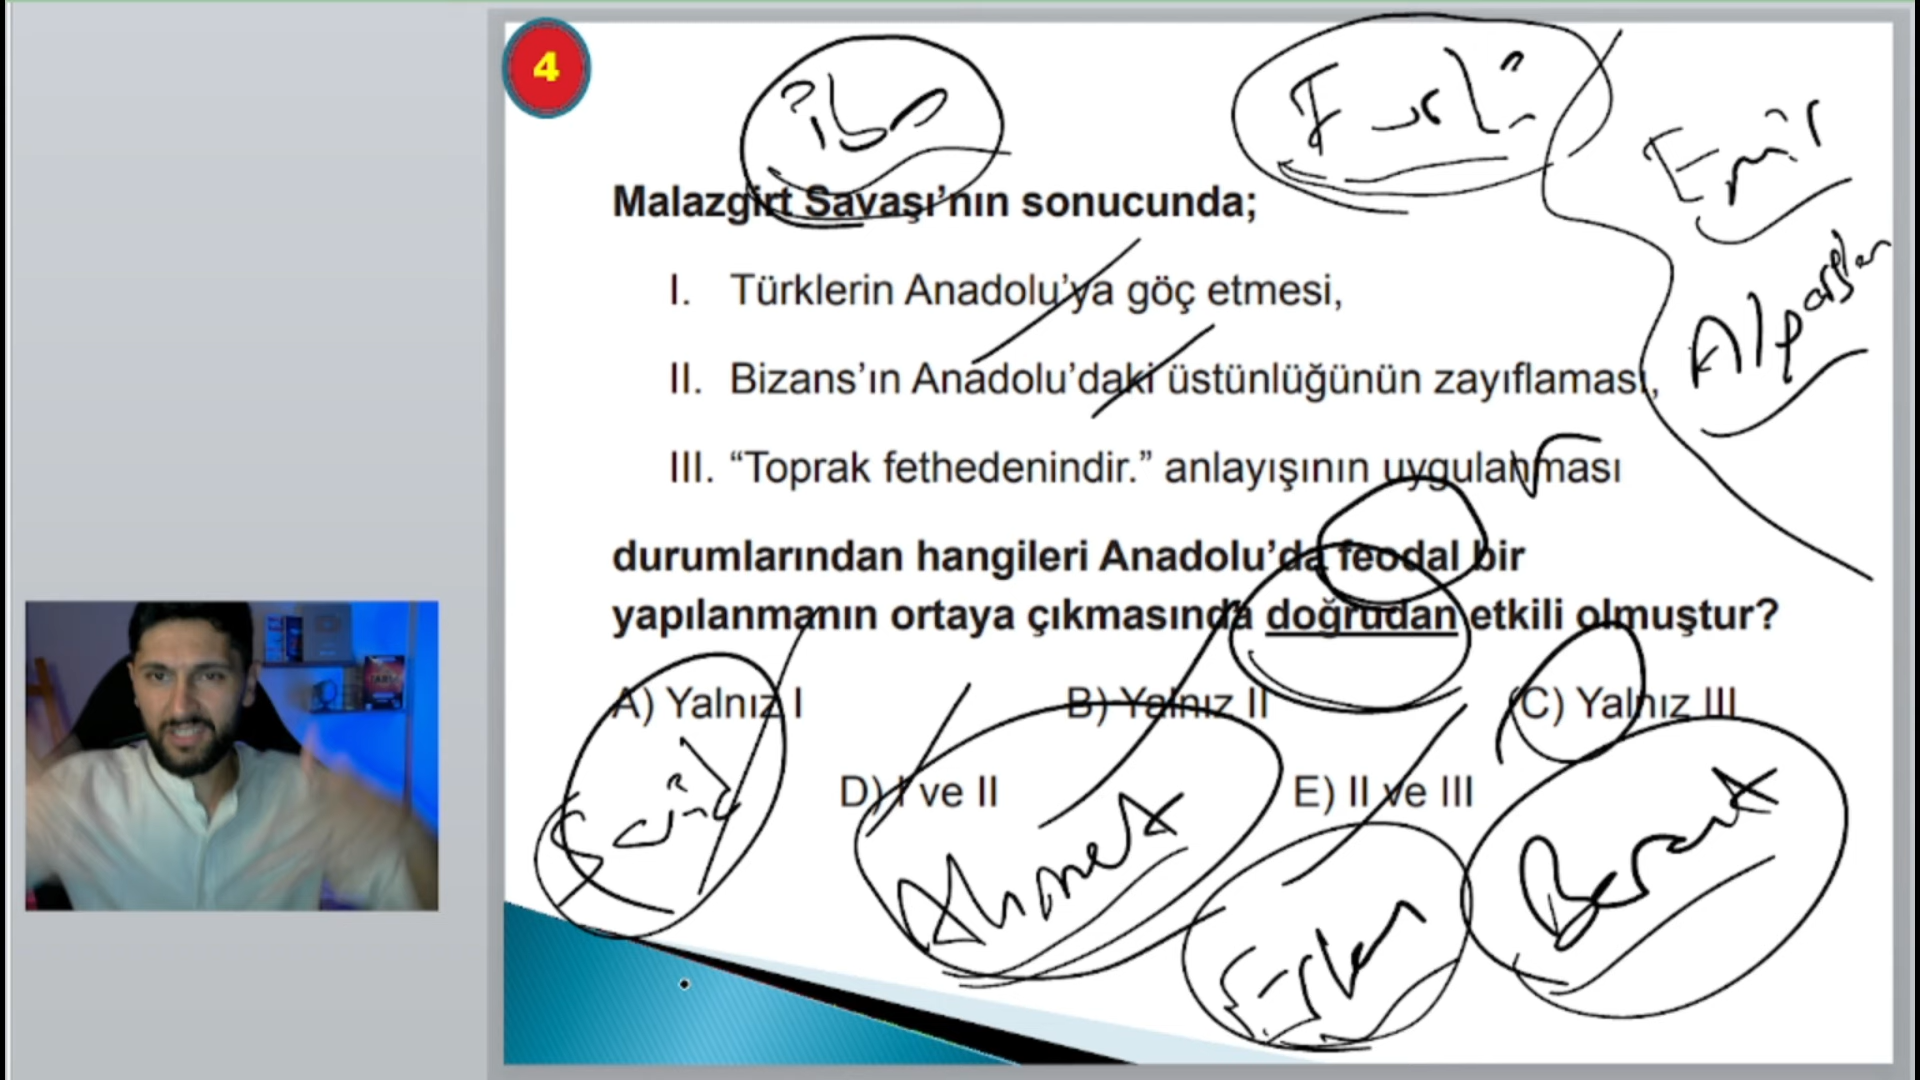 4
ibo
Emir
Alparslan
Malazgirt Savaşı’nın sonucunda;
I. Türklerin Anadolu’ya göç etmesi,
II. Bizans’ın Anadolu’daki üstünlüğünün zayıflaması,
III. “Toprak fethedenindir.” anlayışının uygulanması
durumlarından hangileri Anadolu’da feodal bir
yapılanmanın ortaya çıkmasında doğrudan etkili olmuştur?
A) Yalnız I B) Yalnız II C) Yalnız III
D) I ve II E) II ve III
Ahmet
Berat